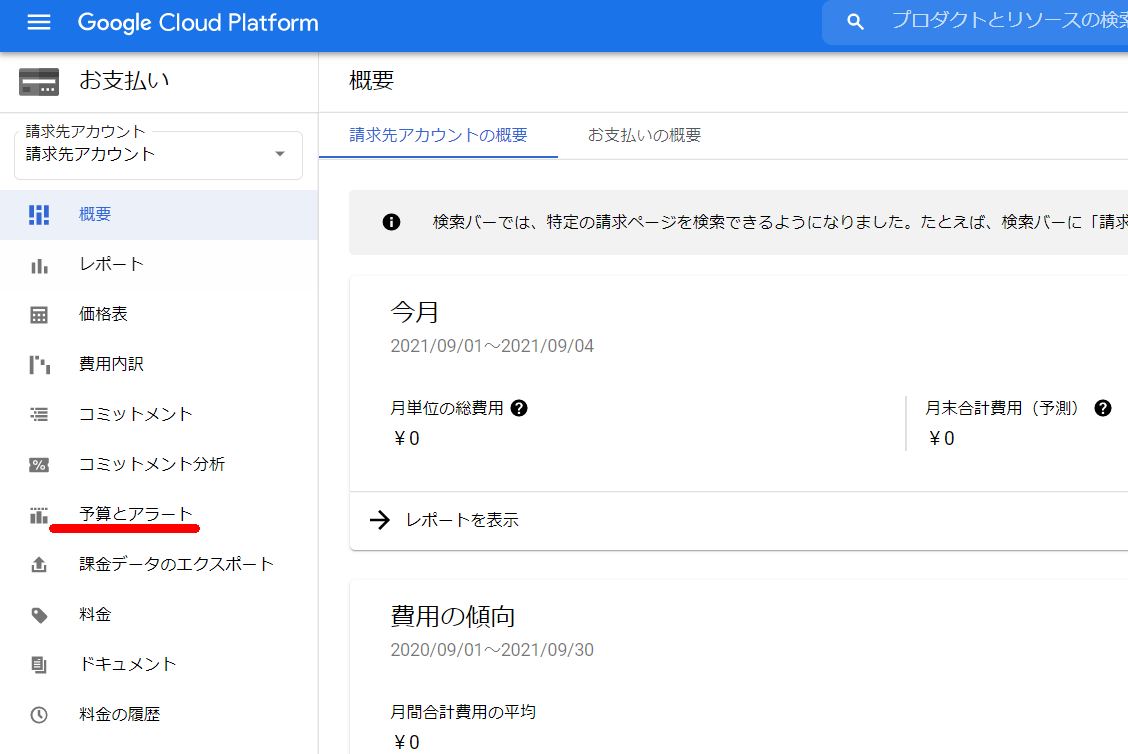 Google Cloud Platform
プロダクトとリソースの検索
お支払い
請求先アカウント
請求先アカウント
概要
レポート
価格表
費用内訳
コミットメント
コミットメント分析
予算とアラート
課金データのエクスポート
料金
ドキュメント
料金の履歴
概要
請求先アカウントの概要
お支払いの概要
検索バーでは、特定の請求ページを検索できるようになりました。たとえば、検索バーに「請求
今月
2021/09/01～2021/09/04
月単位の総費用
¥0
月末合計費用（予測）
¥0
レポートを表示
費用の傾向
2020/09/01～2021/09/30
月間合計費用の平均
¥0